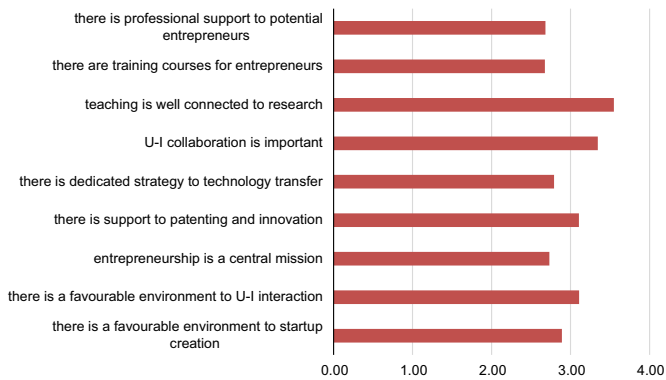 there is professional support to potential
entrepreneurs
there are training courses for entrepreneurs
teaching is well connected to research
U-I collaboration is important
there is dedicated strategy to technology transfer
there is support to patenting and innovation
entrepreneurship is a central mission
there is a favourable environment to U-I interaction
there is a favourable environment to startup
creation
0.00 1.00 2.00 3.00 4.00